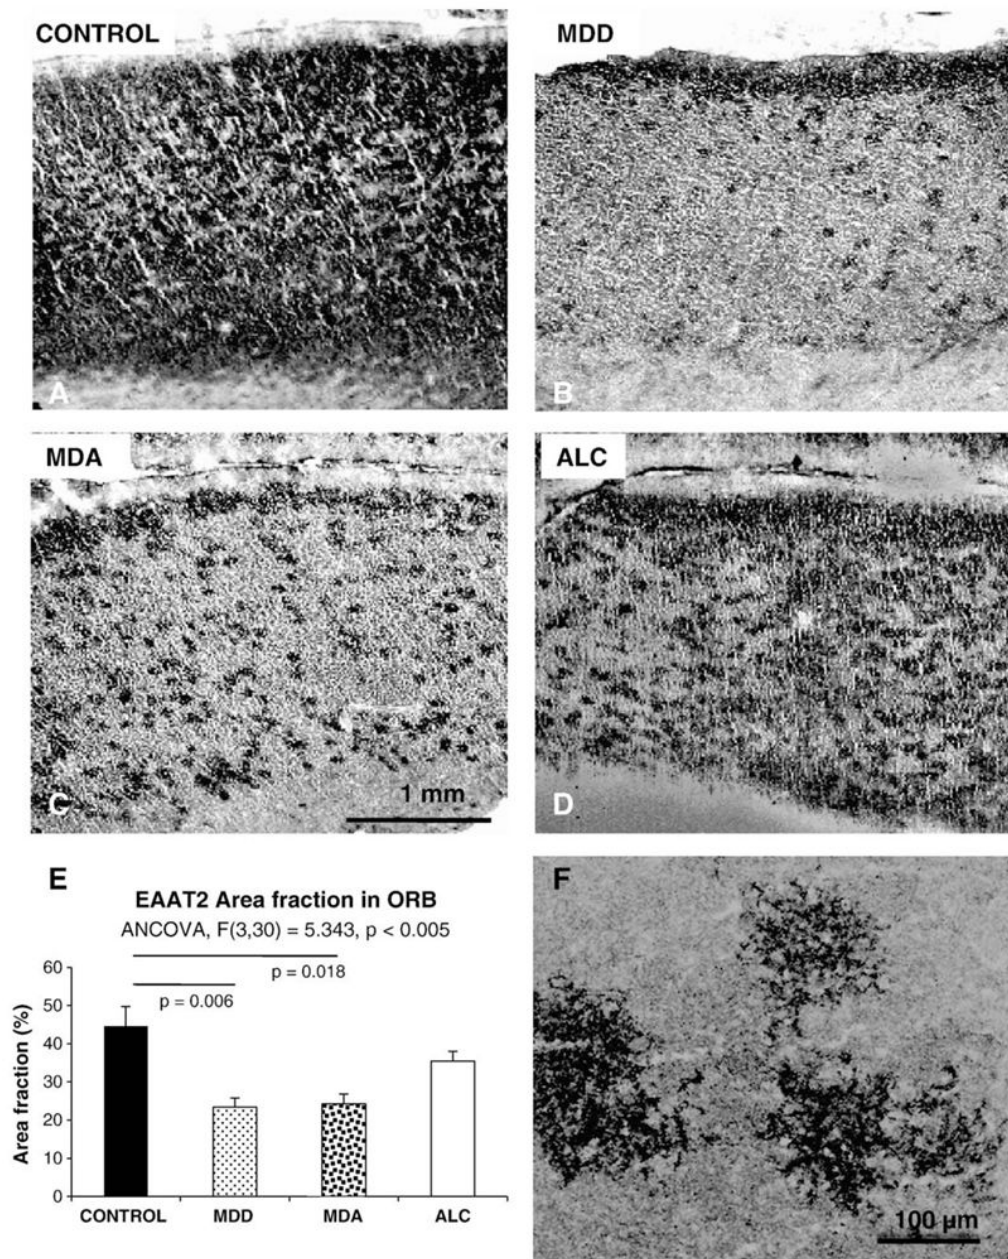 CONTROL
MDD
A
B
MDA
ALC
C
1 mm
D
E
EAAT2 Area fraction in ORB
ANCOVA, F(3,30) = 5.343, p < 0.005
p = 0.018
p = 0.006
Area fraction (%)
60
50
40
30
20
10
0
CONTROL MDD MDA ALC
F
100 µm